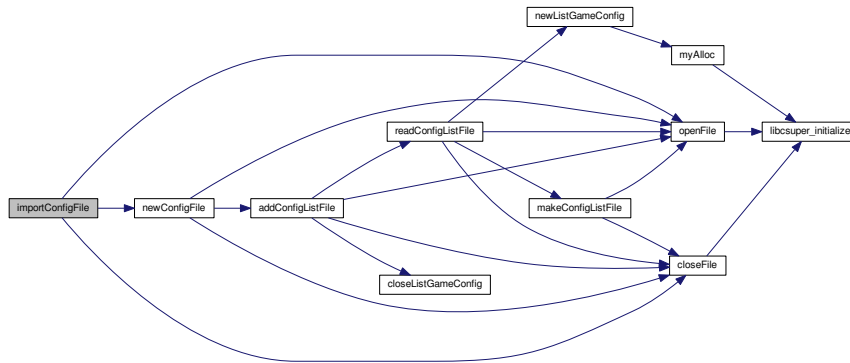 importConfigFile
newConfigFile
addConfigListFile
readConfigListFile
closeListGameConfig
newListGameConfig
makeConfigListFile
myAlloc
openFile
closeFile
libcsuper_initialize